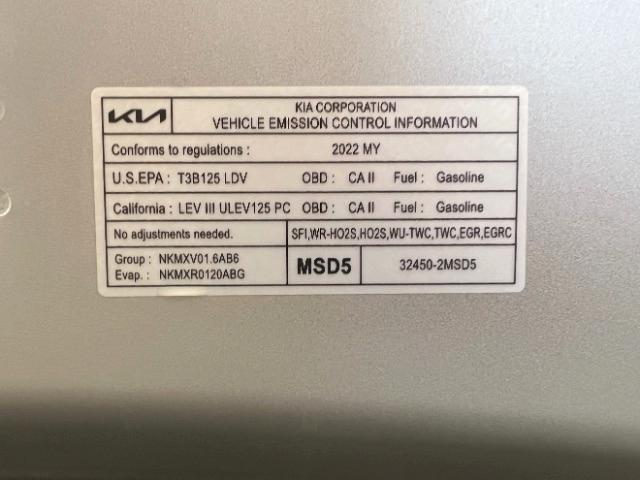 KIA
KIA CORPORATION
VEHICLE EMISSION CONTROL INFORMATION
Conforms to regulations : 2022 MY
U.S.EPA : T3B125 LDV OBD : CA II Fuel : Gasoline
California : LEV III ULEV125 PC OBD : CA II Fuel : Gasoline
No adjustments needed. SFI,WR-HO2S,HO2S,WU-TWC,TWC,EGR,EGRC
Group : NKMXV01.6AB6
Evap. : NKMXR0120ABG
MSD5 32450-2MSD5